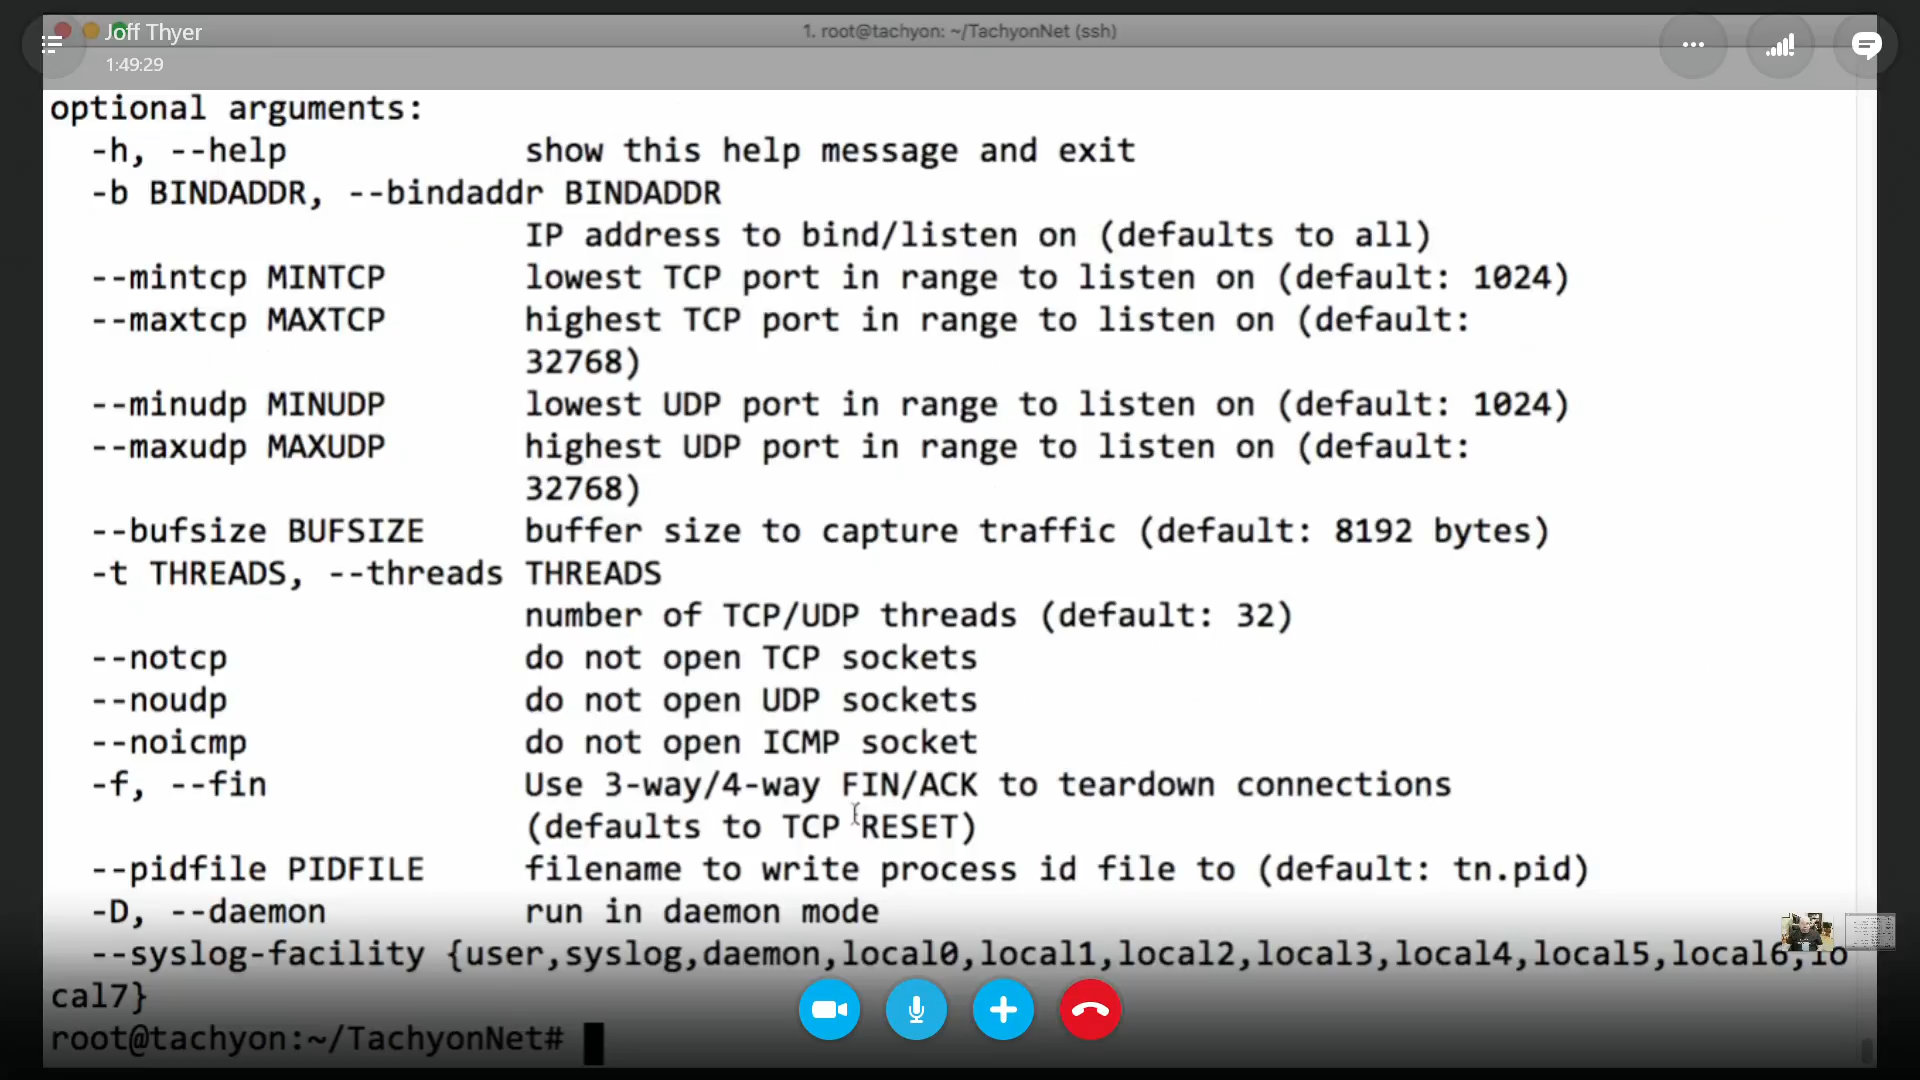 Joff Thyer
1. root@tachyon: ~/TachyonNet (ssh)
1:49:29
optional arguments:
-h, --help show this help message and exit
-b BINDADDR, --bindaddr BINDADDR
IP address to bind/listen on (defaults to all)
--mintcp MINTCP lowest TCP port in range to listen on (default: 1024)
--maxtcp MAXTCP highest TCP port in range to listen on (default:
32768)
--minudp MINUDP lowest UDP port in range to listen on (default: 1024)
--maxudp MAXUDP highest UDP port in range to listen on (default:
32768)
--bufsize BUFSIZE buffer size to capture traffic (default: 8192 bytes)
-t THREADS, --threads THREADS
number of TCP/UDP threads (default: 32)
--notcp do not open TCP sockets
--noudp do not open UDP sockets
--noicmp do not open ICMP socket
-f, --fin Use 3-way/4-way FIN/ACK to teardown connections
(defaults to TCP RESET)
--pidfile PIDFILE filename to write process id file to (default: tn.pid)
-D, --daemon run in daemon mode
--syslog-facility {user,syslog,daemon,local0,local1,local2,local3,local4,local5,local6,lo
cal7}
root@tachyon:~/TachyonNet#